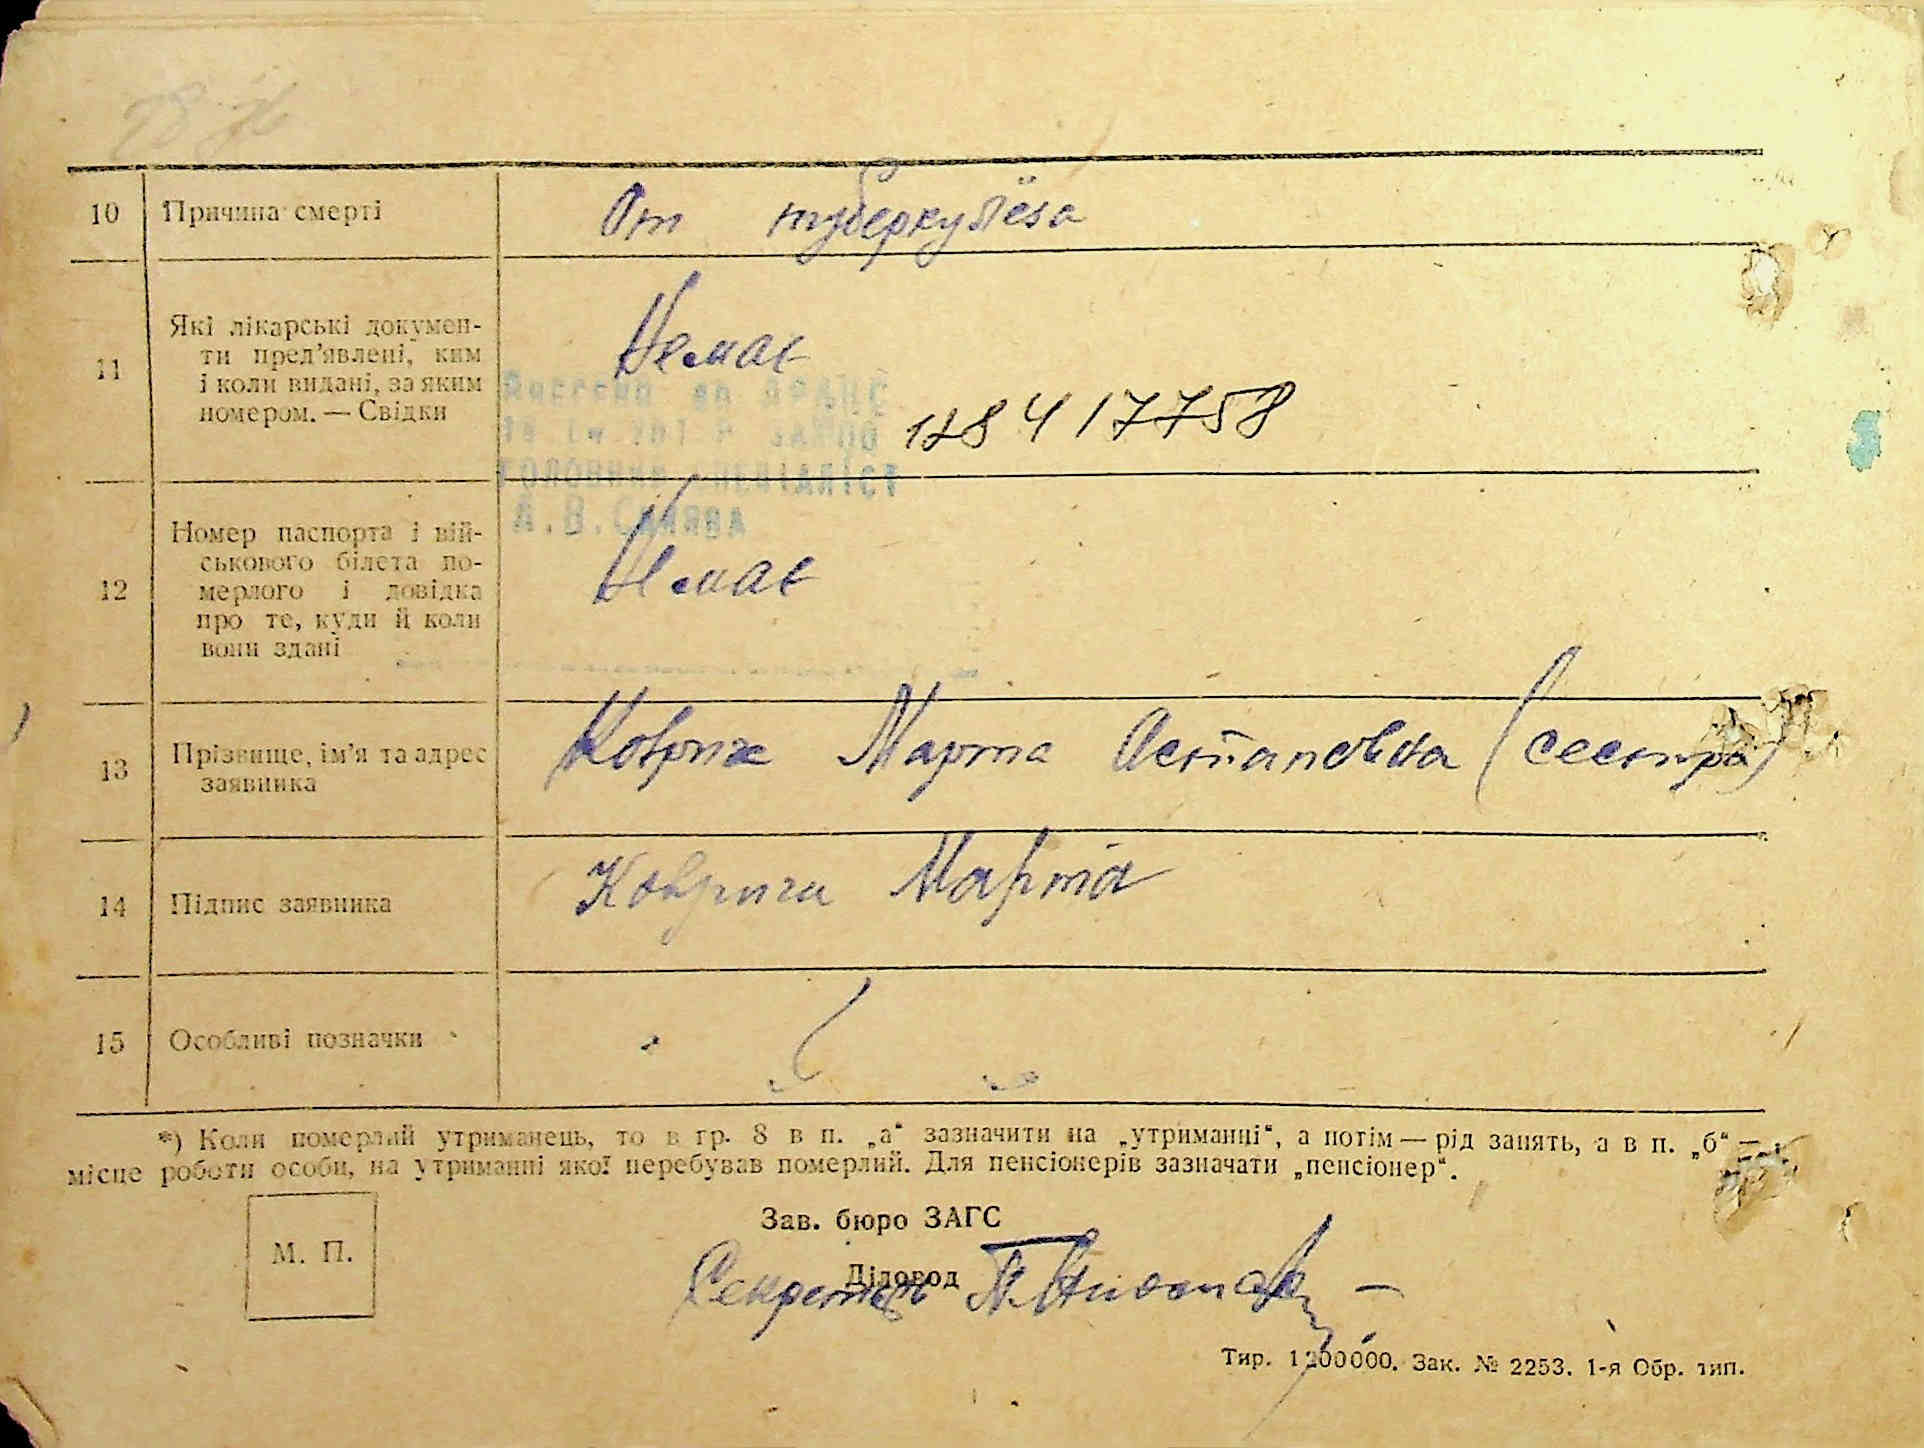 10 Причина смерті От туберкулёза
11 Які лікарські докумен-
ти пред'явлені, ким
і коли видані, за яким
номером. — Свідки
Немає
128417758
ГОЛОВНИЙ СПЕЦІАЛІСТ
А.В.
12 Номер паспорта і вій-
ськового білета по-
мерлого і довідка
про те, куди й коли
вони здані
Немає
13 Прізвище, ім'я та адрес
заявника
Коврига Марта Остаповна (сестра)
14 Підпис заявника Коврига Марта
15 Особливі позначки
*) Коли померлий утриманець, то в гр. 8 в п. „а“ зазначити на „утриманні“, а потім — рід занять, а в п. „б“ —
місце роботи особи, на утриманні якої перебував померлий. Для пенсіонерів зазначати „пенсіонер“.
М. П.
Зав. бюро ЗАГС
Діловод
Секретарь
Тир. 1200000. Зак. № 2253. 1-я Обр. тип.